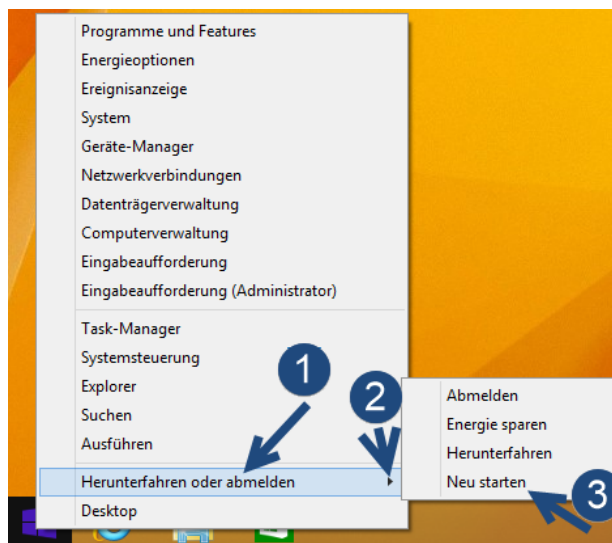 Programme und Features
Energieoptionen
Ereignisanzeige
System
Geräte-Manager
Netzwerkverbindungen
Datenträgerverwaltung
Computerverwaltung
Eingabeaufforderung
Eingabeaufforderung (Administrator)
Task-Manager
Systemsteuerung
Explorer
Suchen
Ausführen
1
2
Herunterfahren oder abmelden
Desktop
Abmelden
Energie sparen
Herunterfahren
Neu starten
3